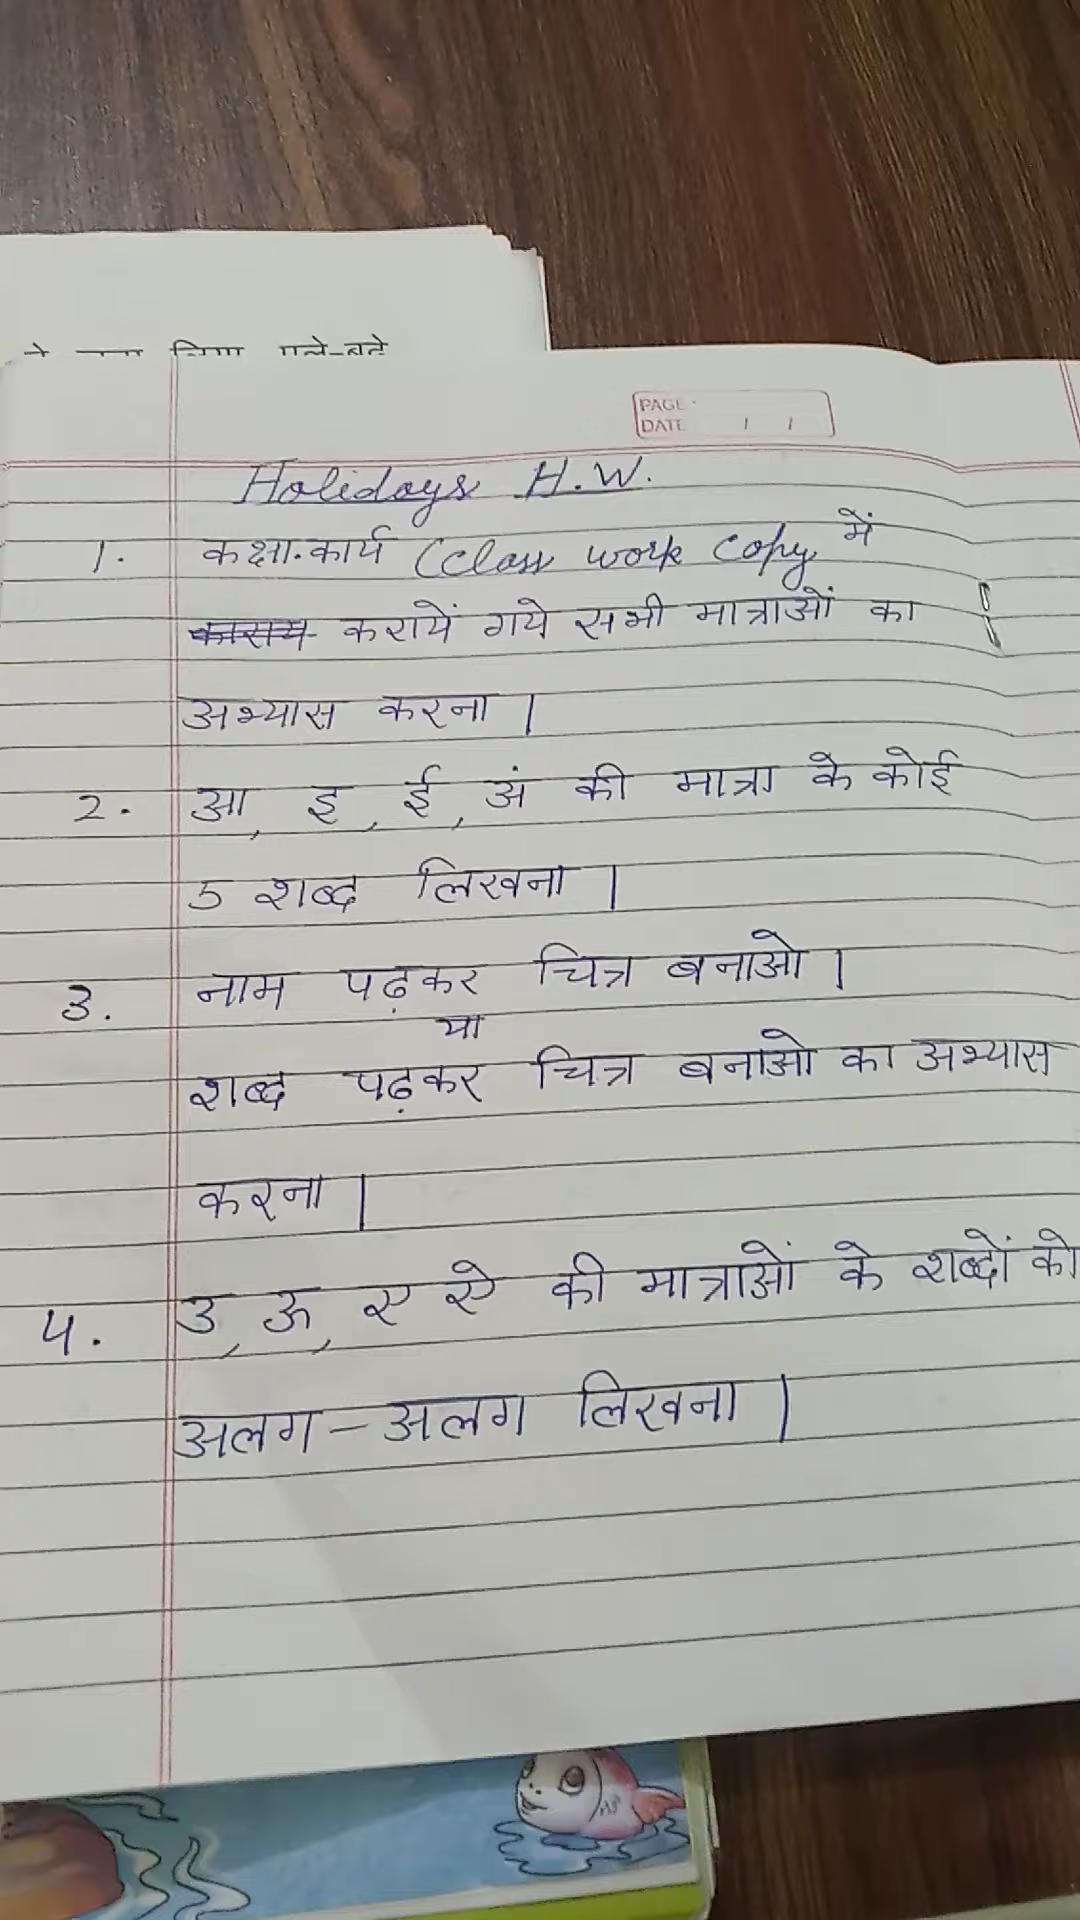 PAGE
DATE / /
Holidays H.W.
1. कक्षा.कार्य (Class work copy में
करायें गये सभी मात्राओं का
अभ्यास करना।
2. आ, इ, ई, अं की मात्रा के कोई
5 शब्द लिखना।
3. नाम पढ़कर चित्र बनाओ।
या
शब्द पढ़कर चित्र बनाओ का अभ्यास
करना।
4. उ, ऊ, ए ऐ की मात्राओं के शब्दों को
अलग-अलग लिखना।